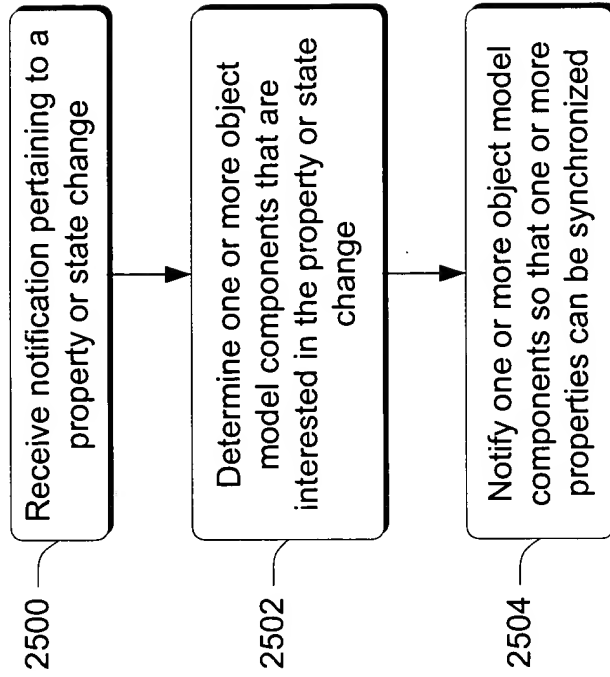 2500
Receive notification pertaining to a
property or state change
2502
Determine one or more object
model components that are
interested in the property or state
change
2504
Notify one or more object model
components so that one or more
properties can be synchronized